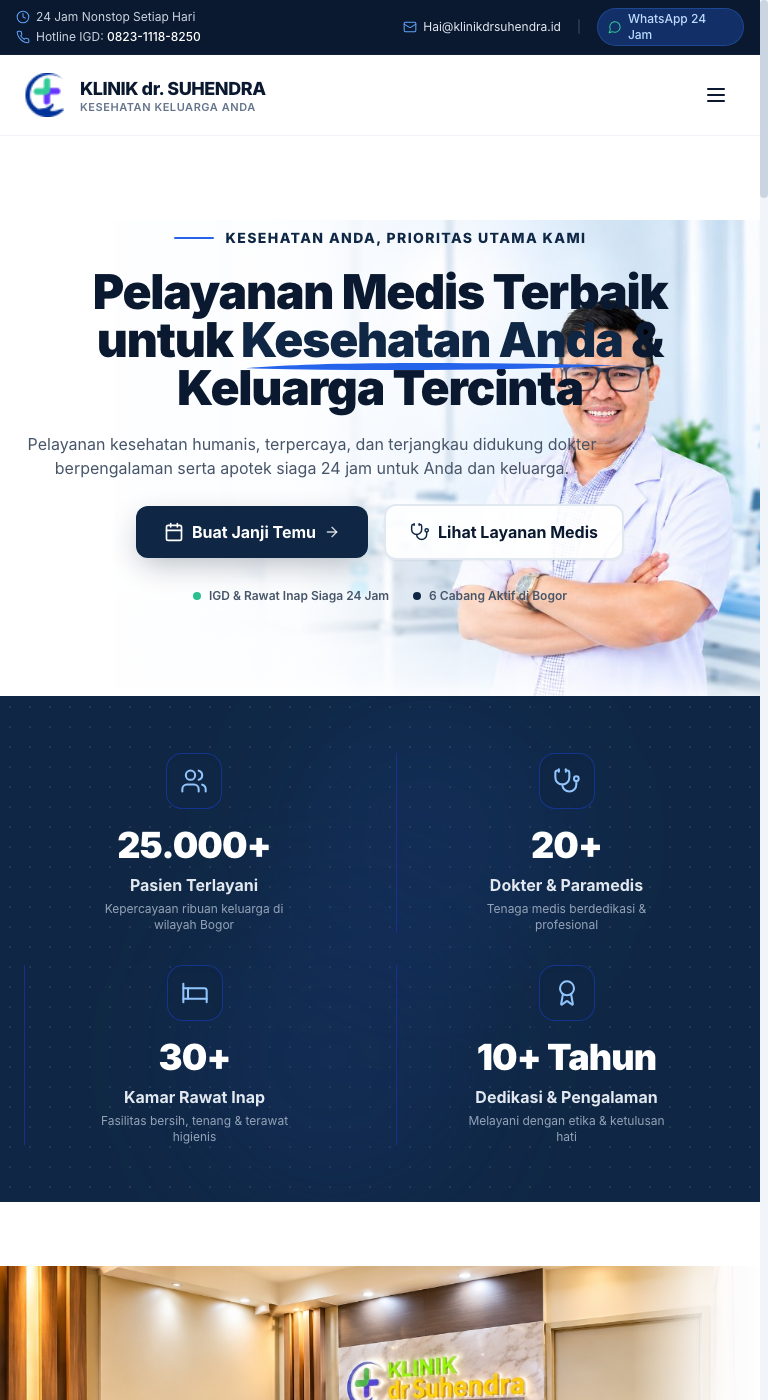 24 Jam Nonstop Setiap Hari
Hotline IGD: 0823-1118-8250
Hai@klinikdrsuhendra.id
WhatsApp 24
Jam
KLINIK dr. SUHENDRA
KESEHATAN KELUARGA ANDA
KESEHATAN ANDA, PRIORITAS UTAMA KAMI
Pelayanan Medis Terbaik
untuk Kesehatan Anda &
Keluarga Tercinta
Pelayanan kesehatan humanis, terpercaya, dan terjangkau didukung dokter
berpengalaman serta apotek siaga 24 jam untuk Anda dan keluarga.
Buat Janji Temu
Lihat Layanan Medis
IGD & Rawat Inap Siaga 24 Jam
6 Cabang Aktif di Bogor
25.000+
Pasien Terlayani
Kepercayaan ribuan keluarga di
wilayah Bogor
20+
Dokter & Paramedis
Tenaga medis berdedikasi &
profesional
30+
Kamar Rawat Inap
Fasilitas bersih, tenang & terawat
higienis
10+ Tahun
Dedikasi & Pengalaman
Melayani dengan etika & ketulusan
hati
KLINIK
dr Suhendra